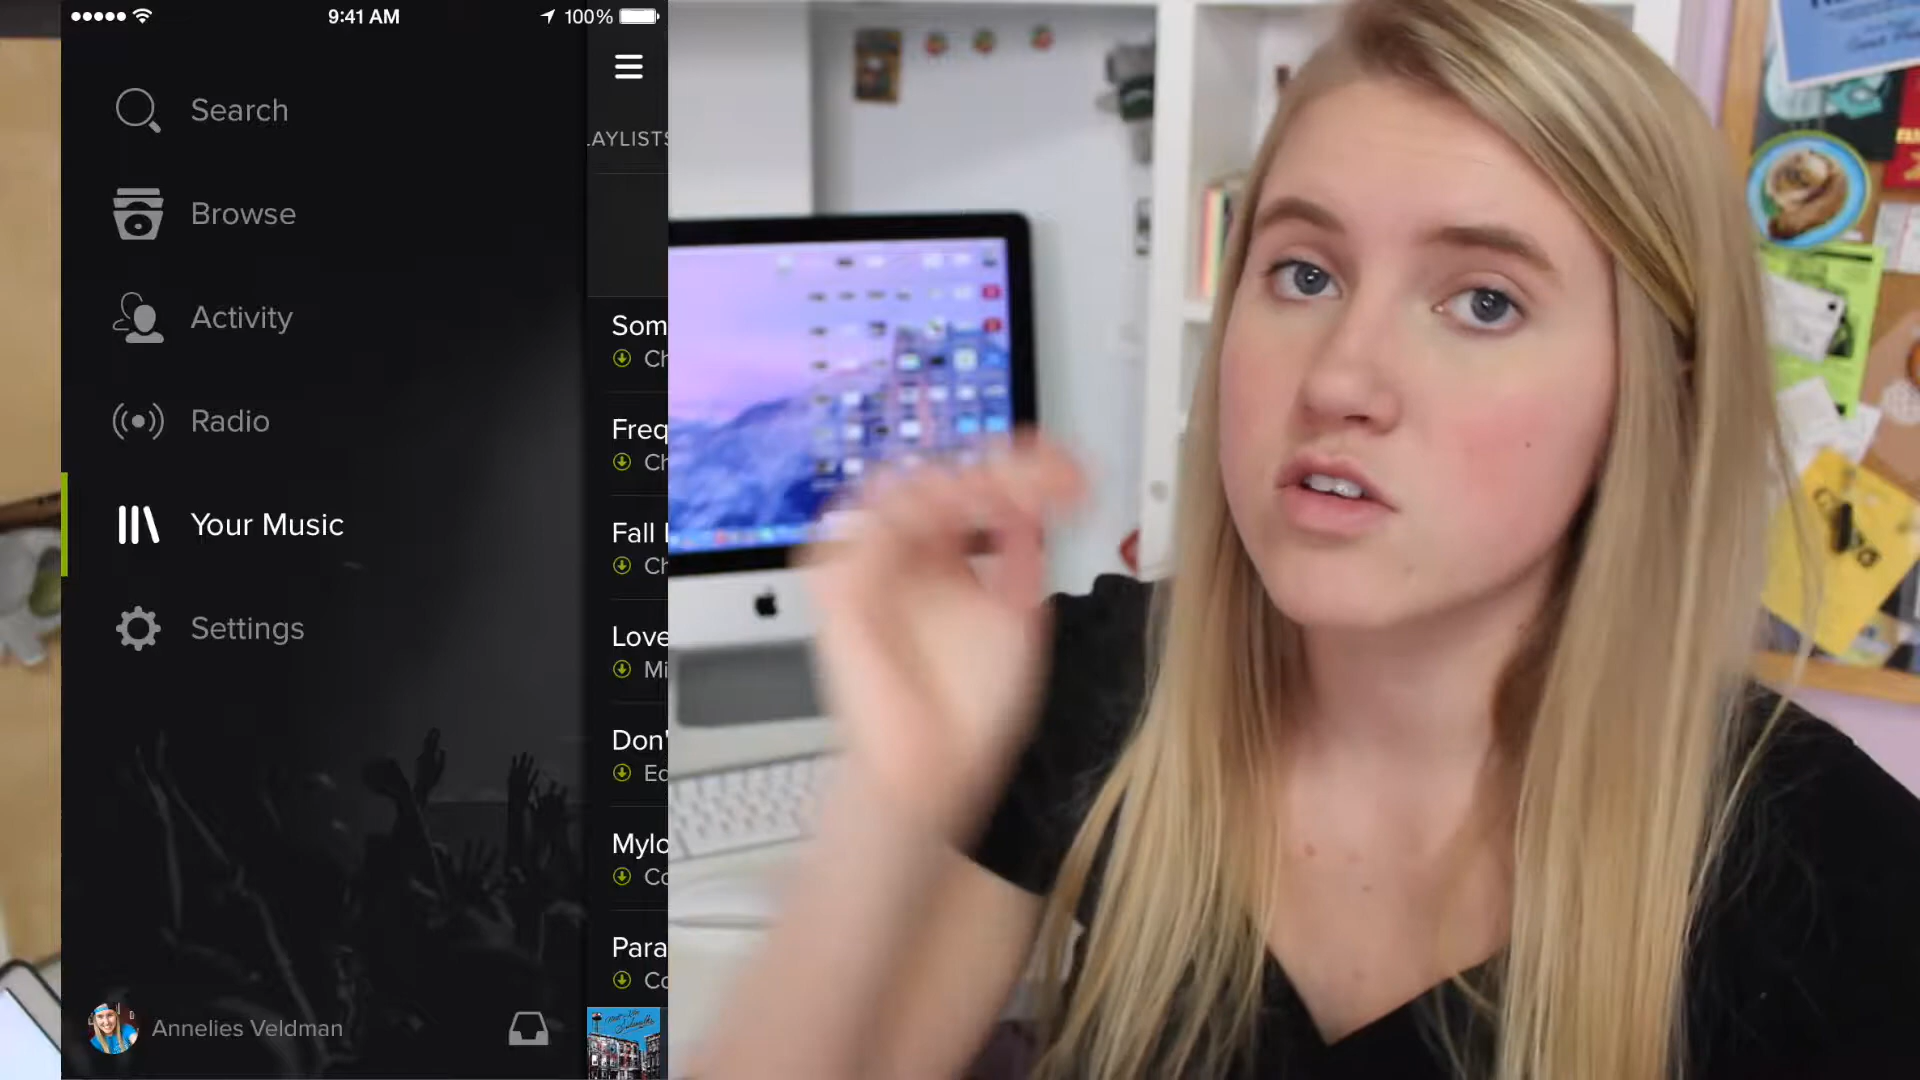 9:41 AM
100%
Search
Browse
Activity
Radio
Your Music
Settings
Annelies Veldman
LAYLISTS
Som
Ch
Freq
Ch
Fall
Ch
Love
Mi
Don'
Ed
Mylo
Co
Para
Co